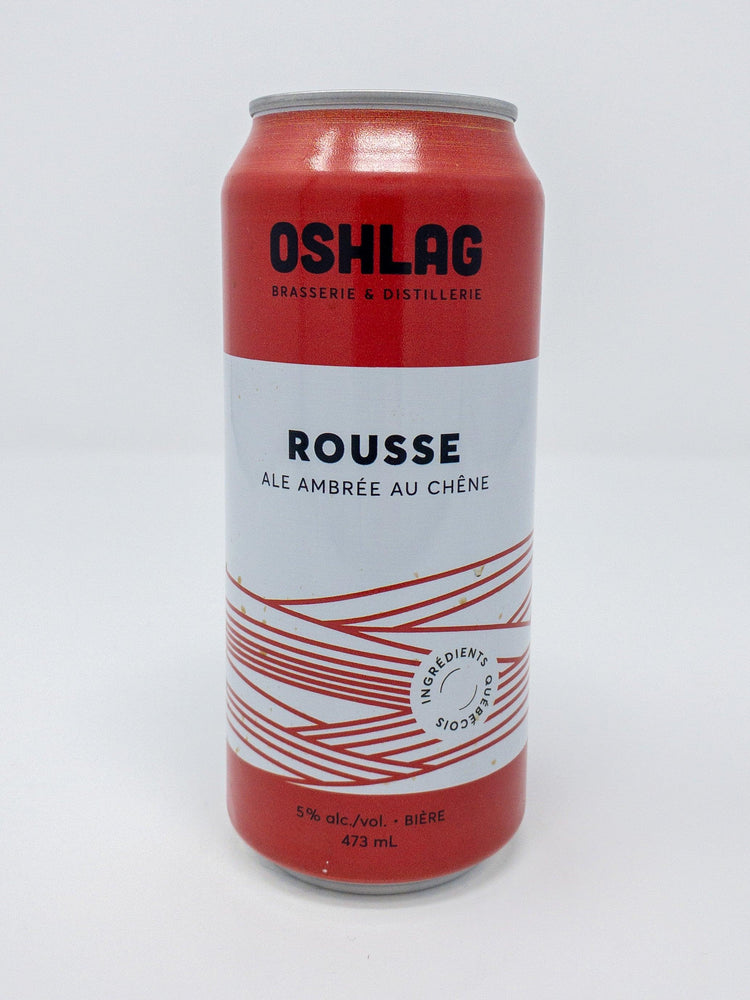 OSHLAG
BRASSERIE & DISTILLERIE
ROUSSE
ALE AMBRÉE AU CHÊNE
INGRÉDIENTS QUÉBÉCOIS
5% alc./vol. • BIÈRE
473 mL